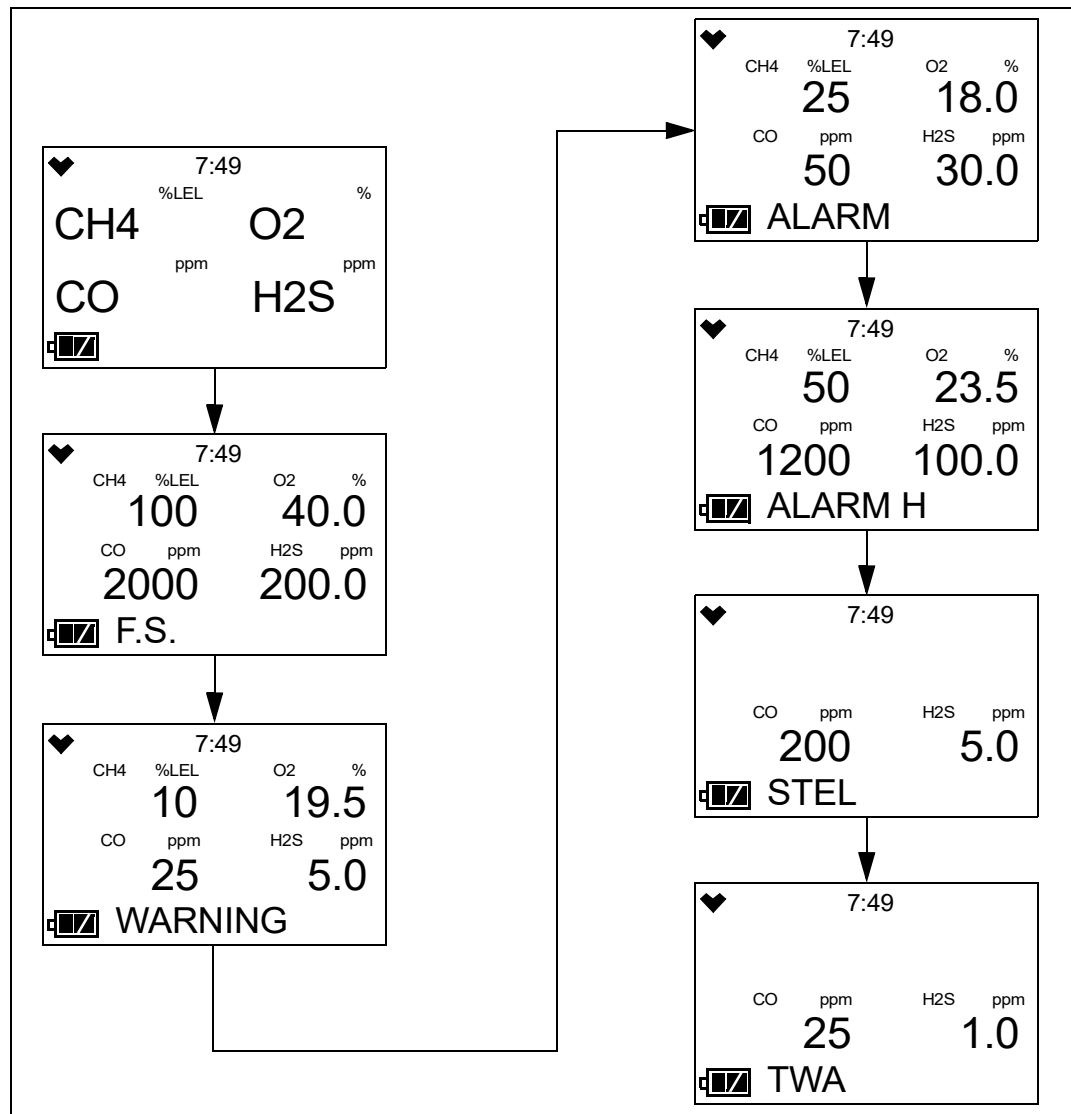 7:49
%LEL %
CH4 O2
ppm ppm
CO H2S
7:49
CH4 %LEL O2 %
100 40.0
CO ppm H2S ppm
2000 200.0
F.S.
7:49
CH4 %LEL O2 %
10 19.5
CO ppm H2S ppm
25 5.0
WARNING
7:49
CH4 %LEL O2 %
25 18.0
CO ppm H2S ppm
50 30.0
ALARM
7:49
CH4 %LEL O2 %
50 23.5
CO ppm H2S ppm
1200 100.0
ALARM H
7:49
CO ppm H2S ppm
200 5.0
STEL
7:49
CO ppm H2S ppm
25 1.0
TWA